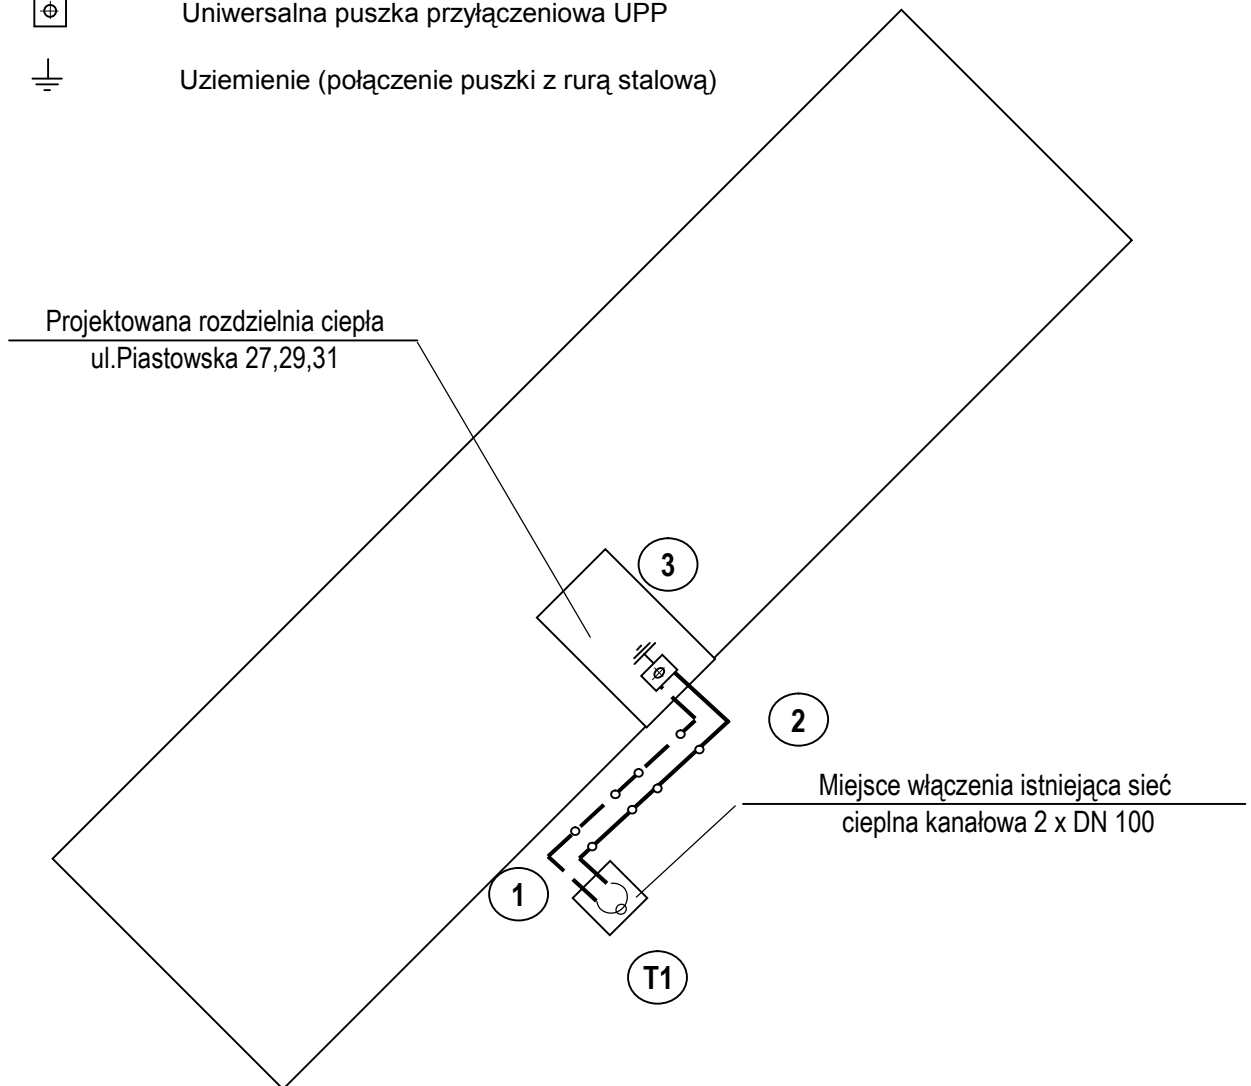 Uniwersalna puszka przyłączeniowa UPP
Uziemienie (połączenie puszki z rurą stalową)
Projektowana rozdzielnia ciepła
ul.Piastowska 27,29,31
3
2
Miejsce włączenia istniejąca sieć
cieplna kanałowa 2 x DN 100
1
T1